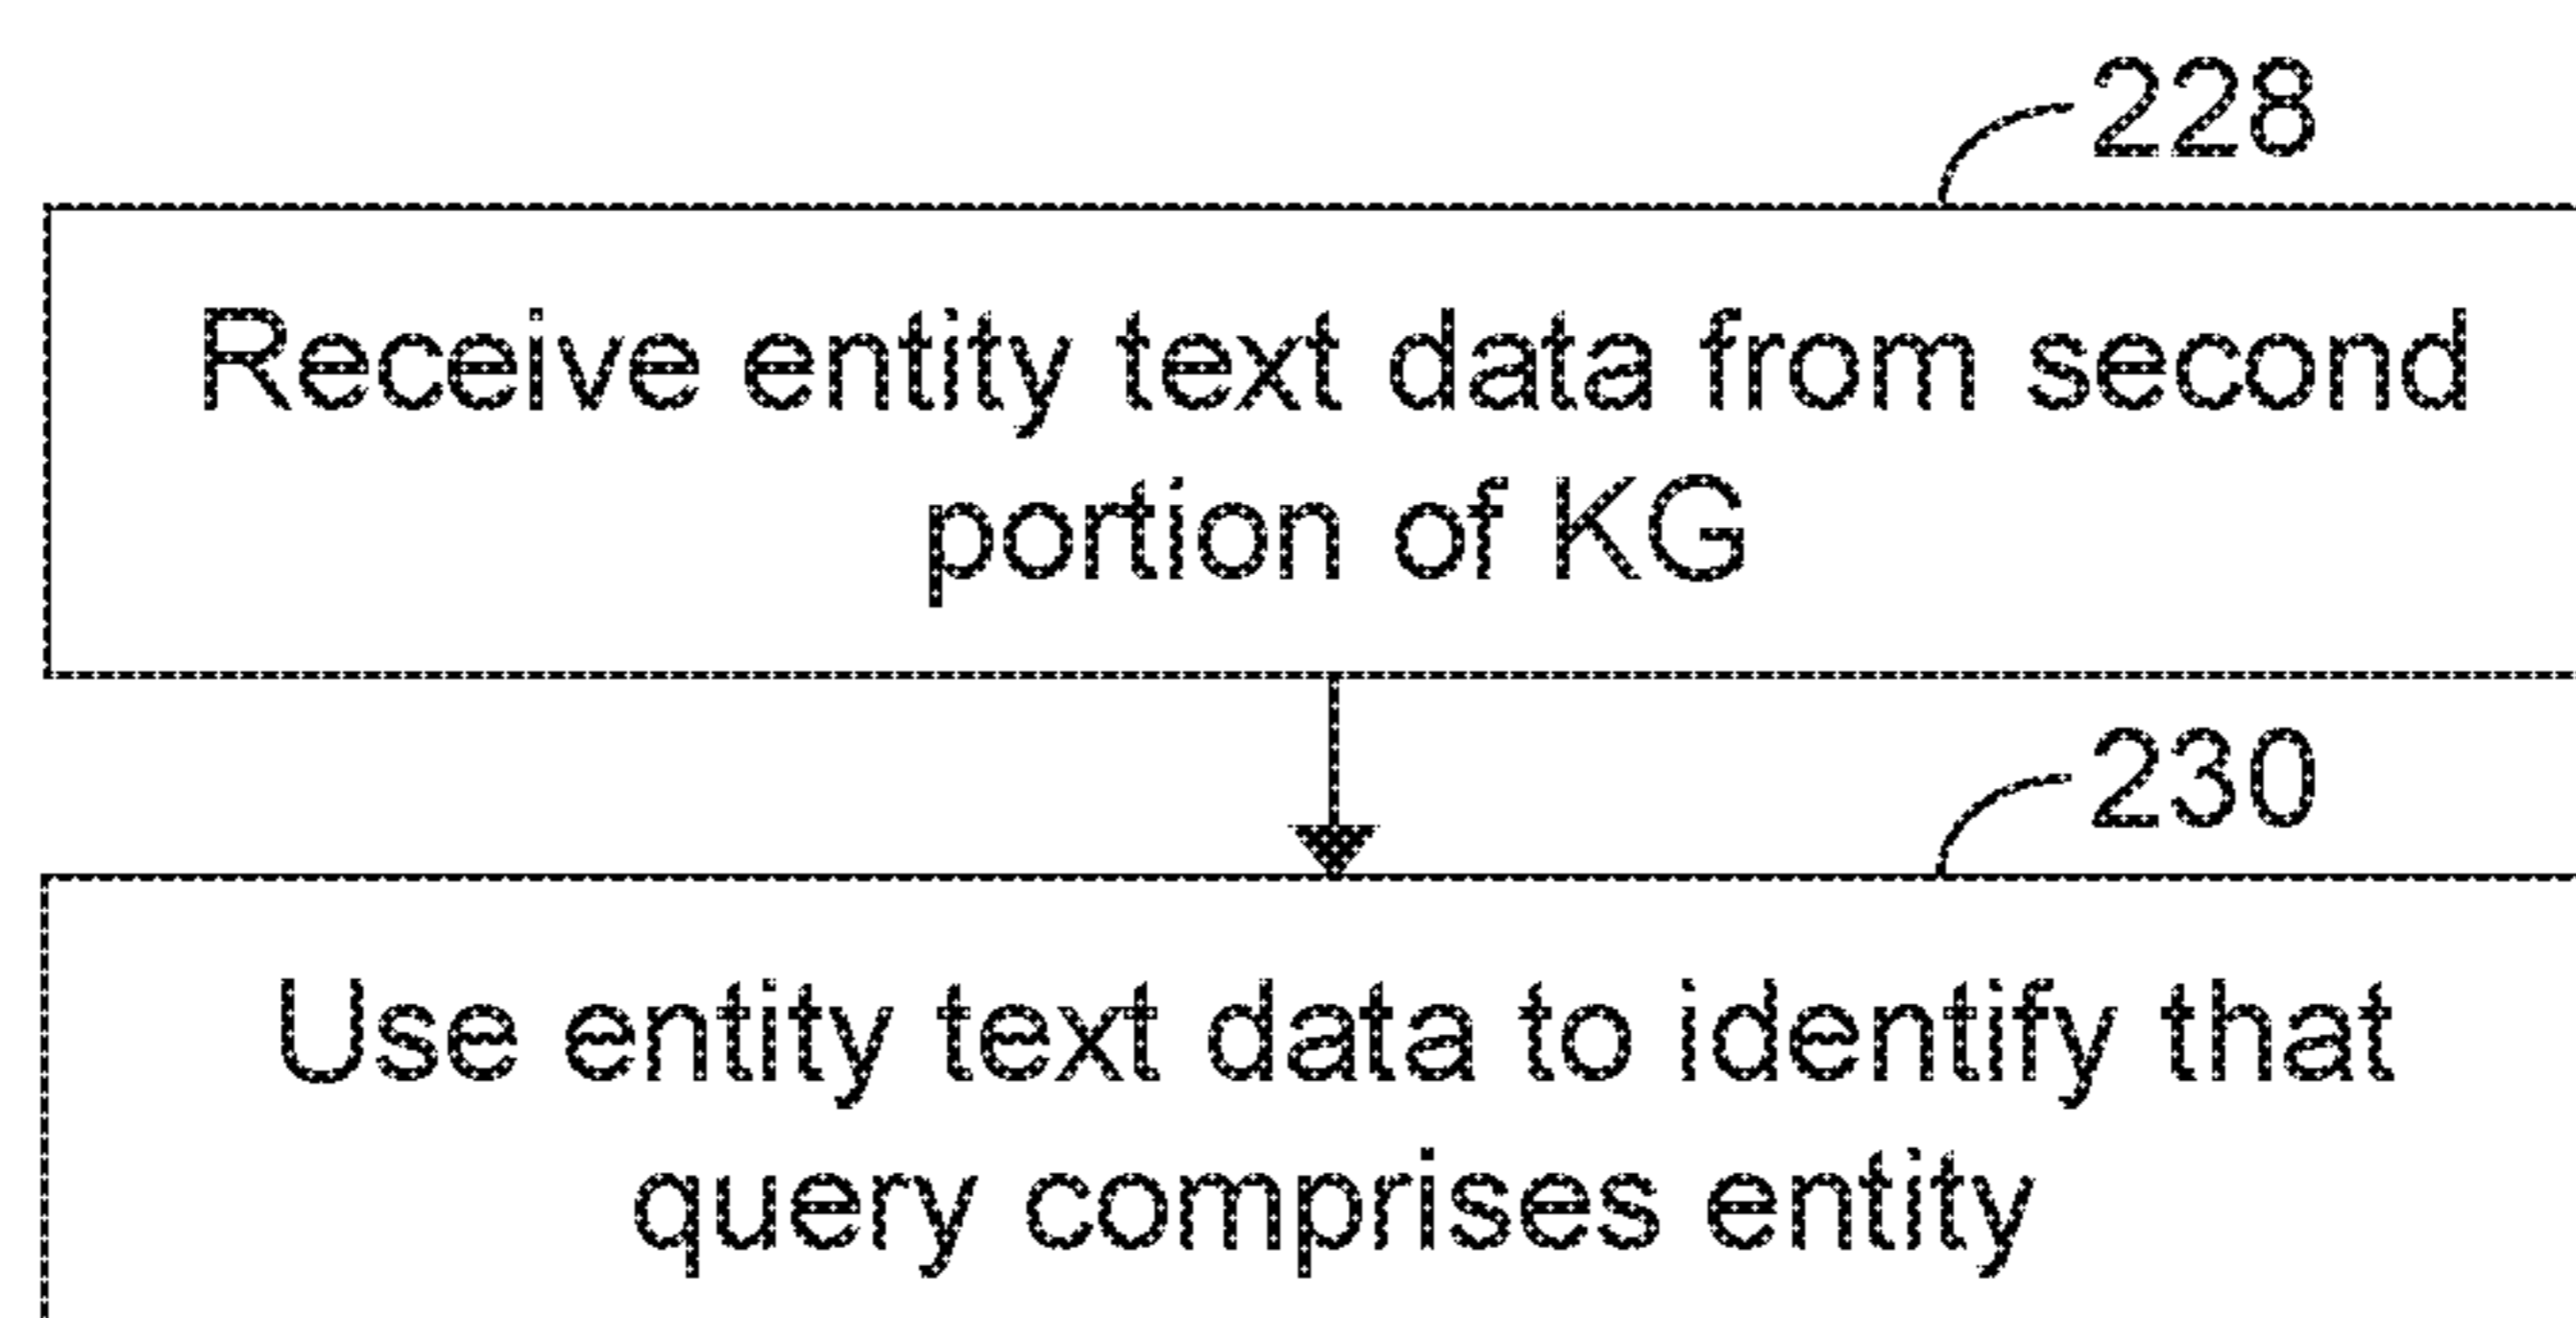 228
Receive entity text data from second
portion of KG
230
Use entity text data to identify that
query comprises entity